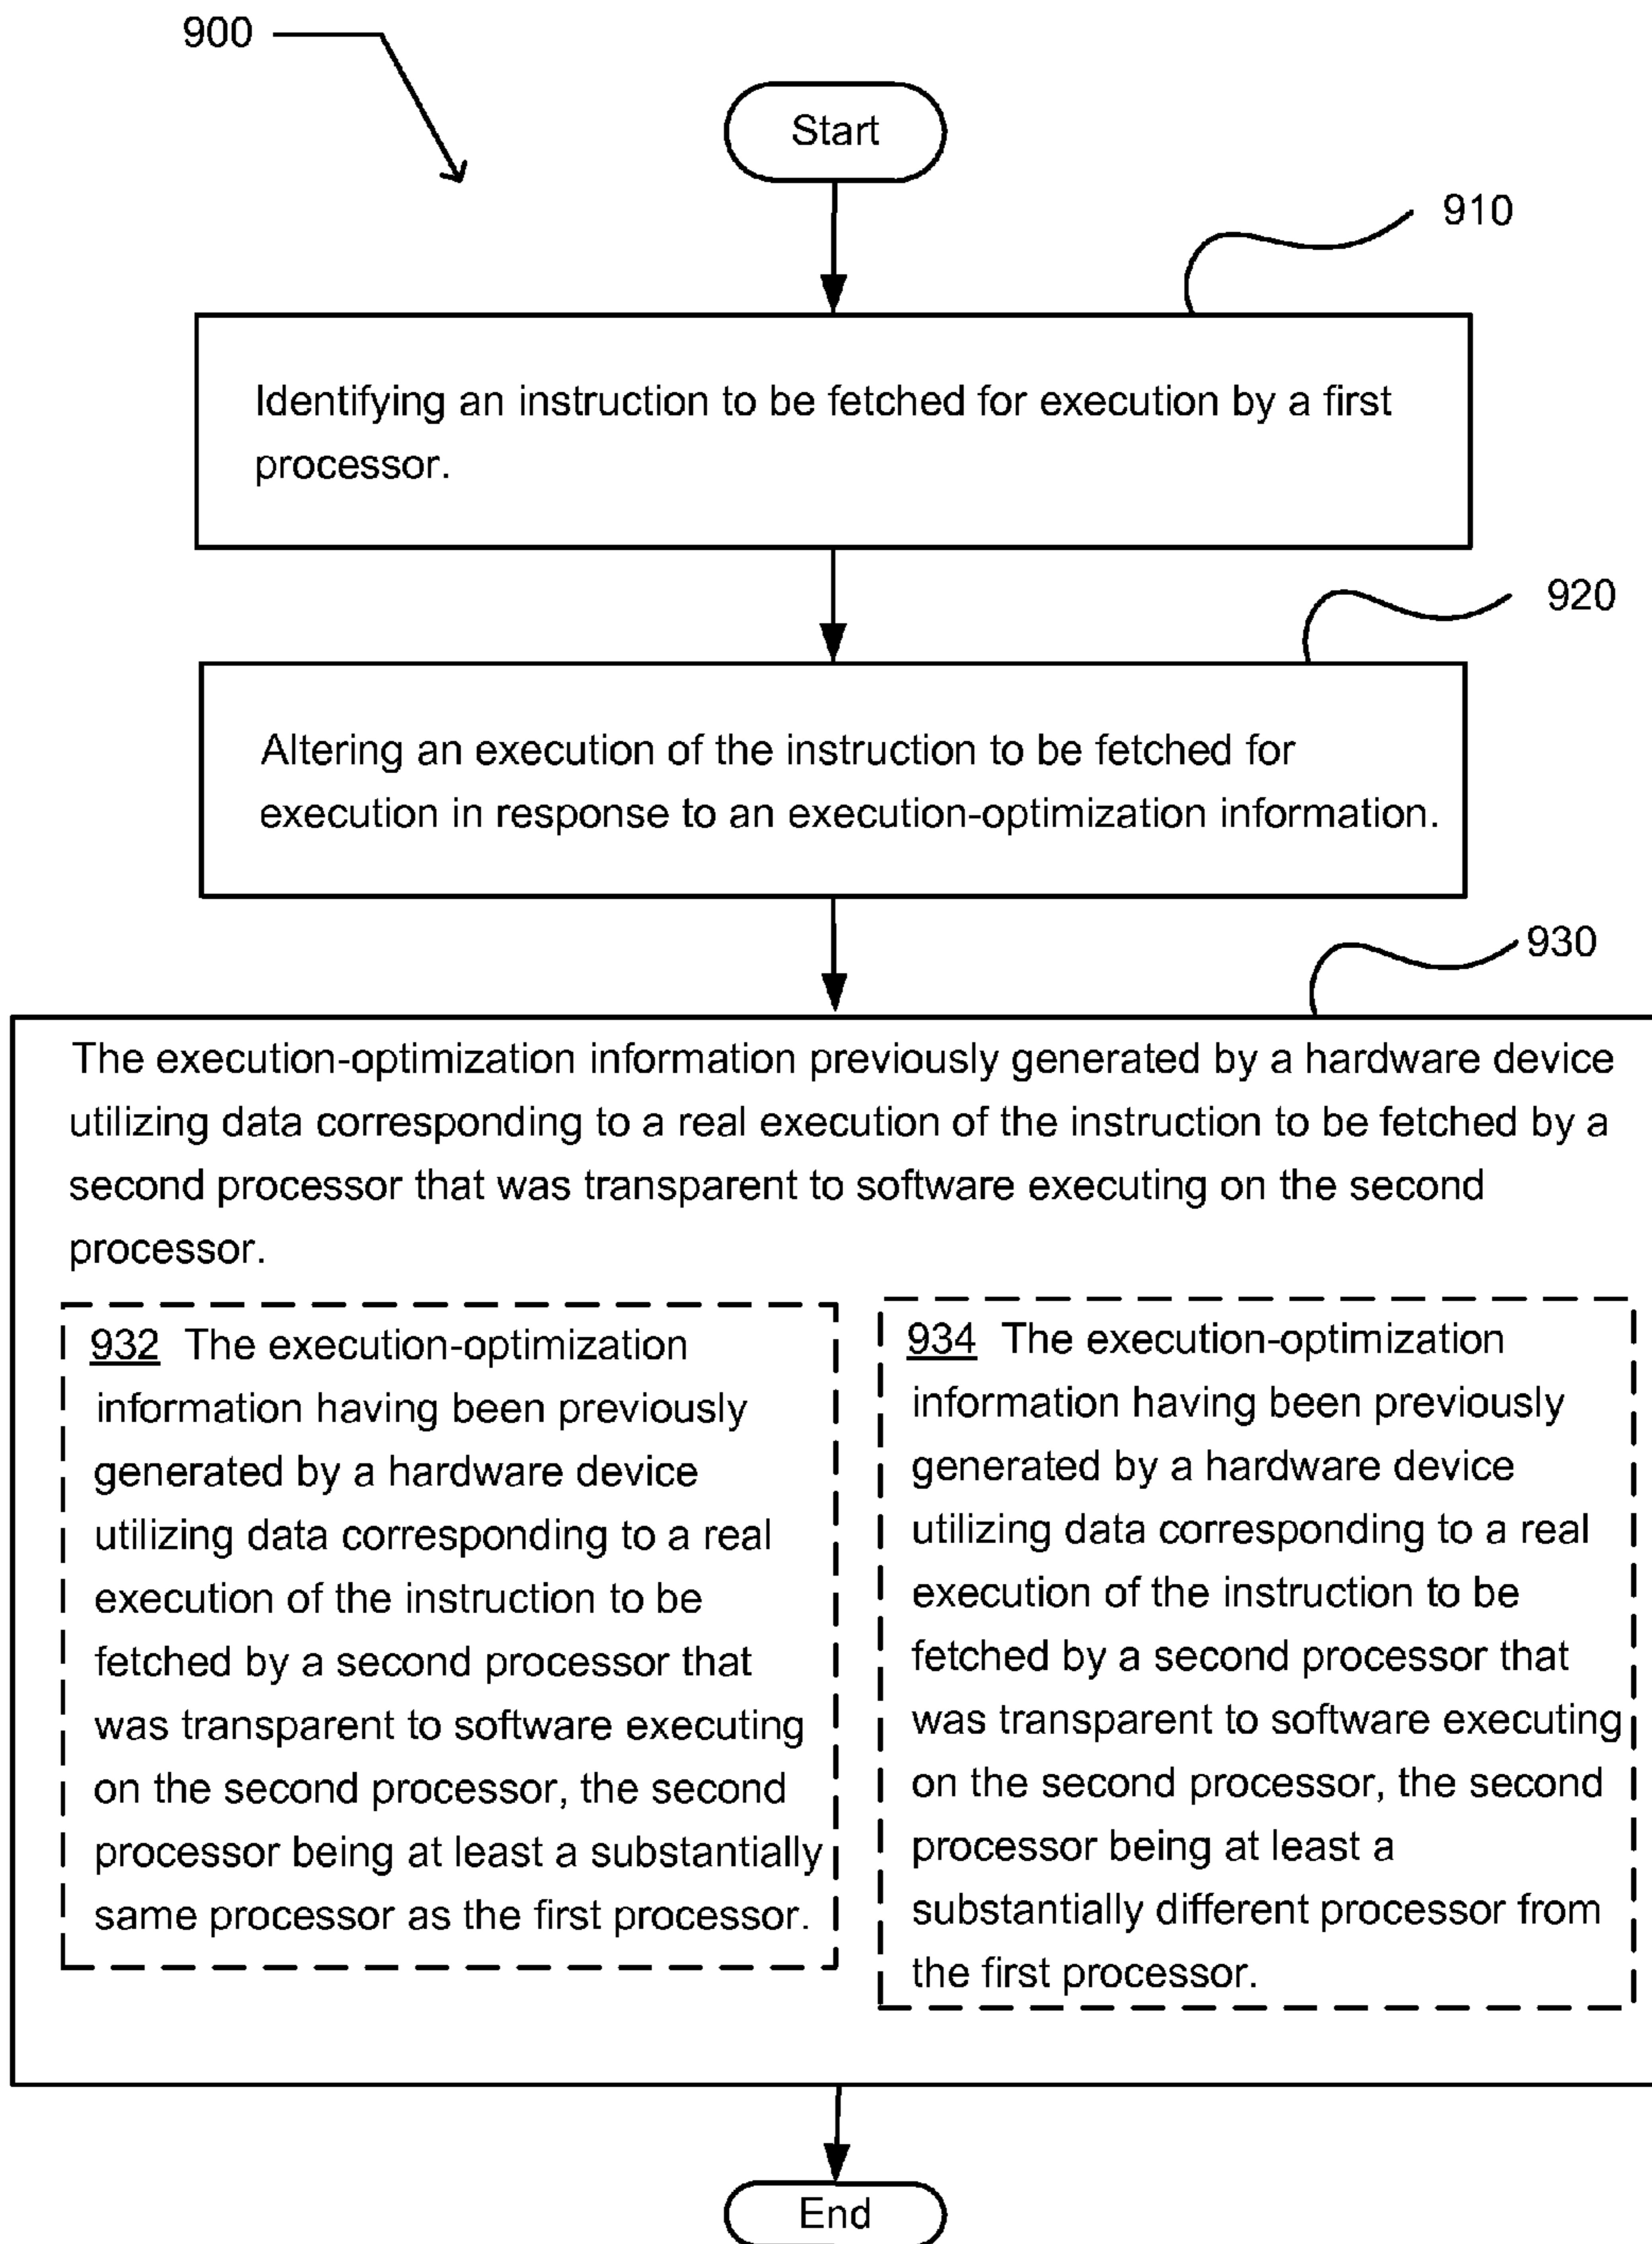 900
Start
910
Identifying an instruction to be fetched for execution by a first
processor.
920
Altering an execution of the instruction to be fetched for
execution in response to an execution-optimization information.
930
The execution-optimization information previously generated by a hardware device
utilizing data corresponding to a real execution of the instruction to be fetched by a
second processor that was transparent to software executing on the second
processor.
932 The execution-optimization
information having been previously
generated by a hardware device
utilizing data corresponding to a real
execution of the instruction to be
fetched by a second processor that
was transparent to software executing
on the second processor, the second
processor being at least a substantially
same processor as the first processor.
934 The execution-optimization
information having been previously
generated by a hardware device
utilizing data corresponding to a real
execution of the instruction to be
fetched by a second processor that
was transparent to software executing
on the second processor, the second
processor being at least a
substantially different processor from
the first processor.
End